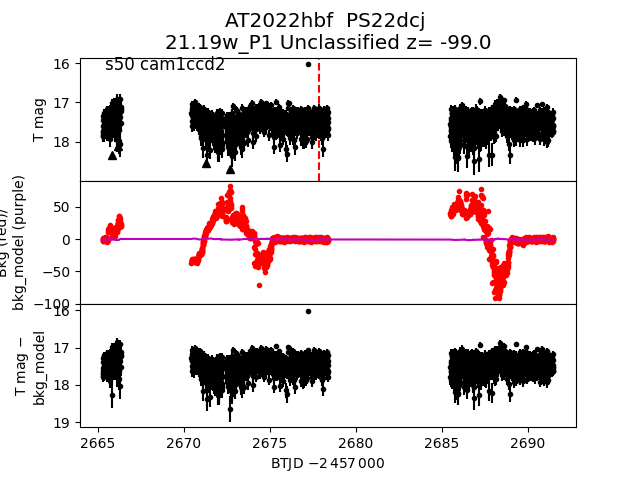 AT2022hbf PS22dcj
21.19w_P1 Unclassified z= -99.0
s50 cam1ccd2
T mag
16
17
18
Bkg (red)/
bkg_model (purple)
50
0
−50
−100
T mag −
bkg_model
16
17
18
19
2665 2670 2675 2680 2685 2690
BTJD −2 457 000